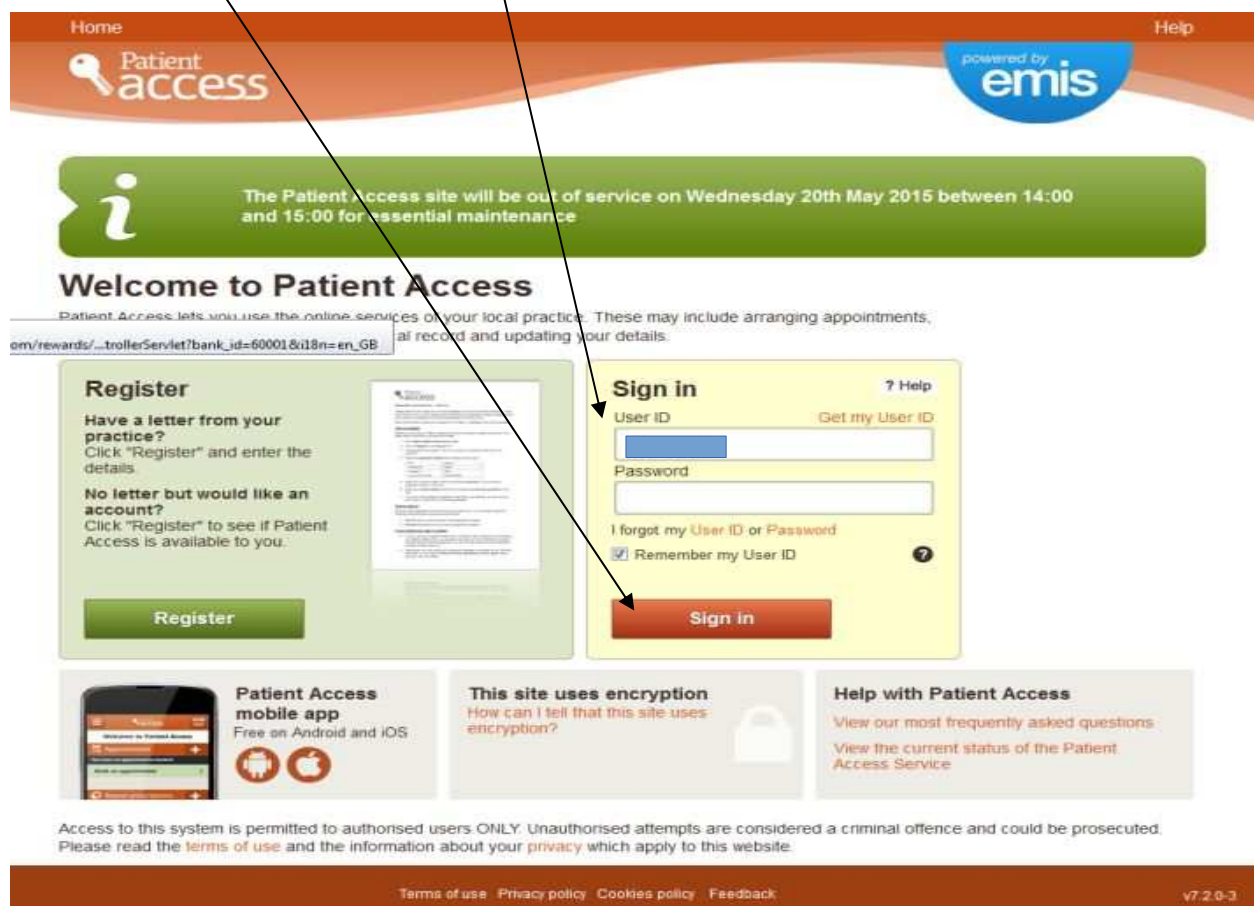 Home
Help
Patient
access
powered by
emis
The Patient Access site will be out of service on Wednesday 20th May 2015 between 14:00
and 15:00 for essential maintenance
Welcome to Patient Access
Patient Access lets you use the online services of your local practice. These may include arranging appointments,
om/rewards/...trollerServlet?bank_id=60001&i18n=en_GB
al record and updating your details.
Register
Have a letter from your
practice?
Click "Register" and enter the
details.
No letter but would like an
account?
Click "Register" to see if Patient
Access is available to you.
Register
Sign in
? Help
User ID
Get my User ID
Password
I forgot my User ID or Password
Remember my User ID
?
Sign in
Patient Access
mobile app
Free on Android and iOS
Welcome to Patient Access
This site uses encryption
How can I tell that this site uses
encryption?
Help with Patient Access
View our most frequently asked questions
View the current status of the Patient
Access Service
Access to this system is permitted to authorised users ONLY. Unauthorised attempts are considered a criminal offence and could be prosecuted.
Please read the terms of use and the information about your privacy which apply to this website.
Terms of use Privacy policy Cookies policy Feedback
v7.2.0-3